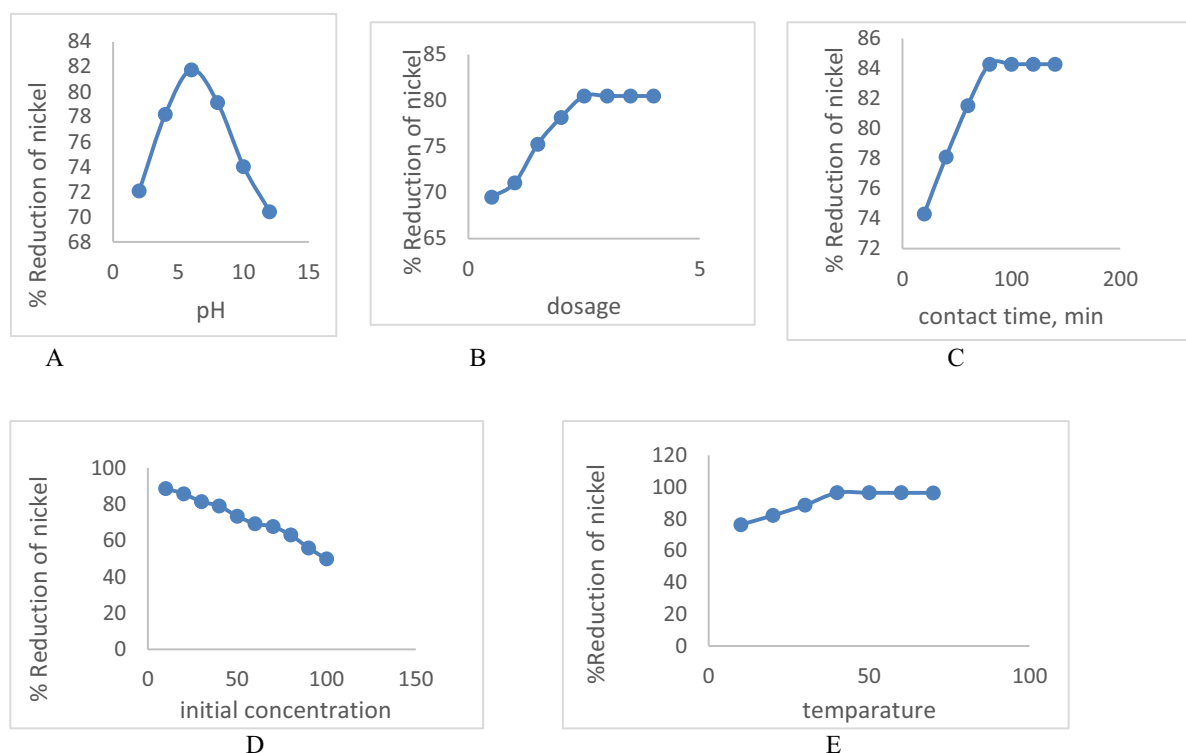 % Reduction of nickel
84
82
80
78
76
74
72
70
68
0 5 10 15
pH
A
% Reduction of nickel
85
80
75
70
65
0 5
dosage
B
% Reduction of nickel
86
84
82
80
78
76
74
72
0 100 200
contact time, min
C
% Reduction of nickel
100
80
60
40
20
0
0 50 100 150
initial concentration
D
%Reduction of nickel
120
100
80
60
40
20
0
0 50 100
temparature
E